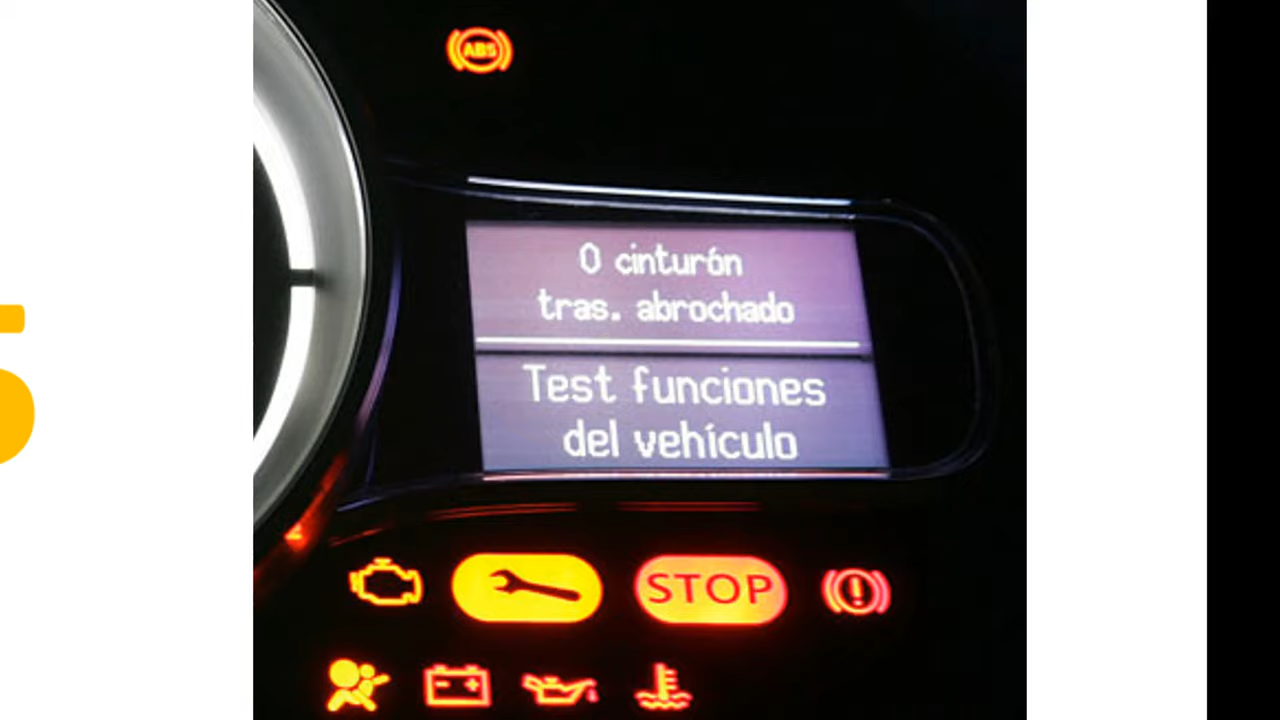 ABS
0 cinturón
tras. abrochado
Test funciones
del vehículo
STOP